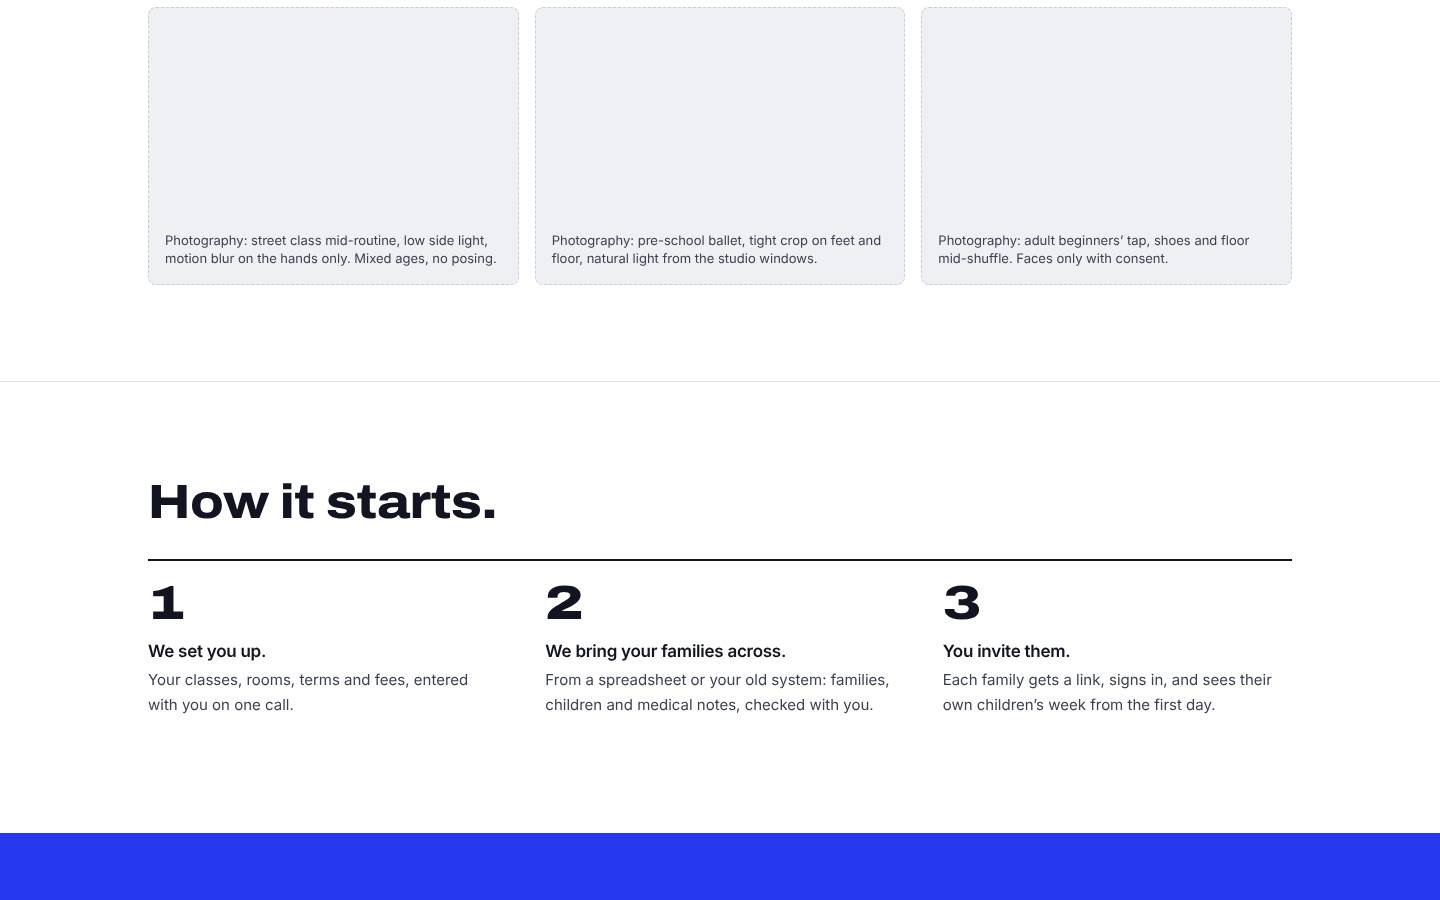 Photography: street class mid-routine, low side light,
motion blur on the hands only. Mixed ages, no posing.
Photography: pre-school ballet, tight crop on feet and
floor, natural light from the studio windows.
Photography: adult beginners’ tap, shoes and floor
mid-shuffle. Faces only with consent.
How it starts.
1
We set you up.
Your classes, rooms, terms and fees, entered
with you on one call.
2
We bring your families across.
From a spreadsheet or your old system: families,
children and medical notes, checked with you.
3
You invite them.
Each family gets a link, signs in, and sees their
own children’s week from the first day.